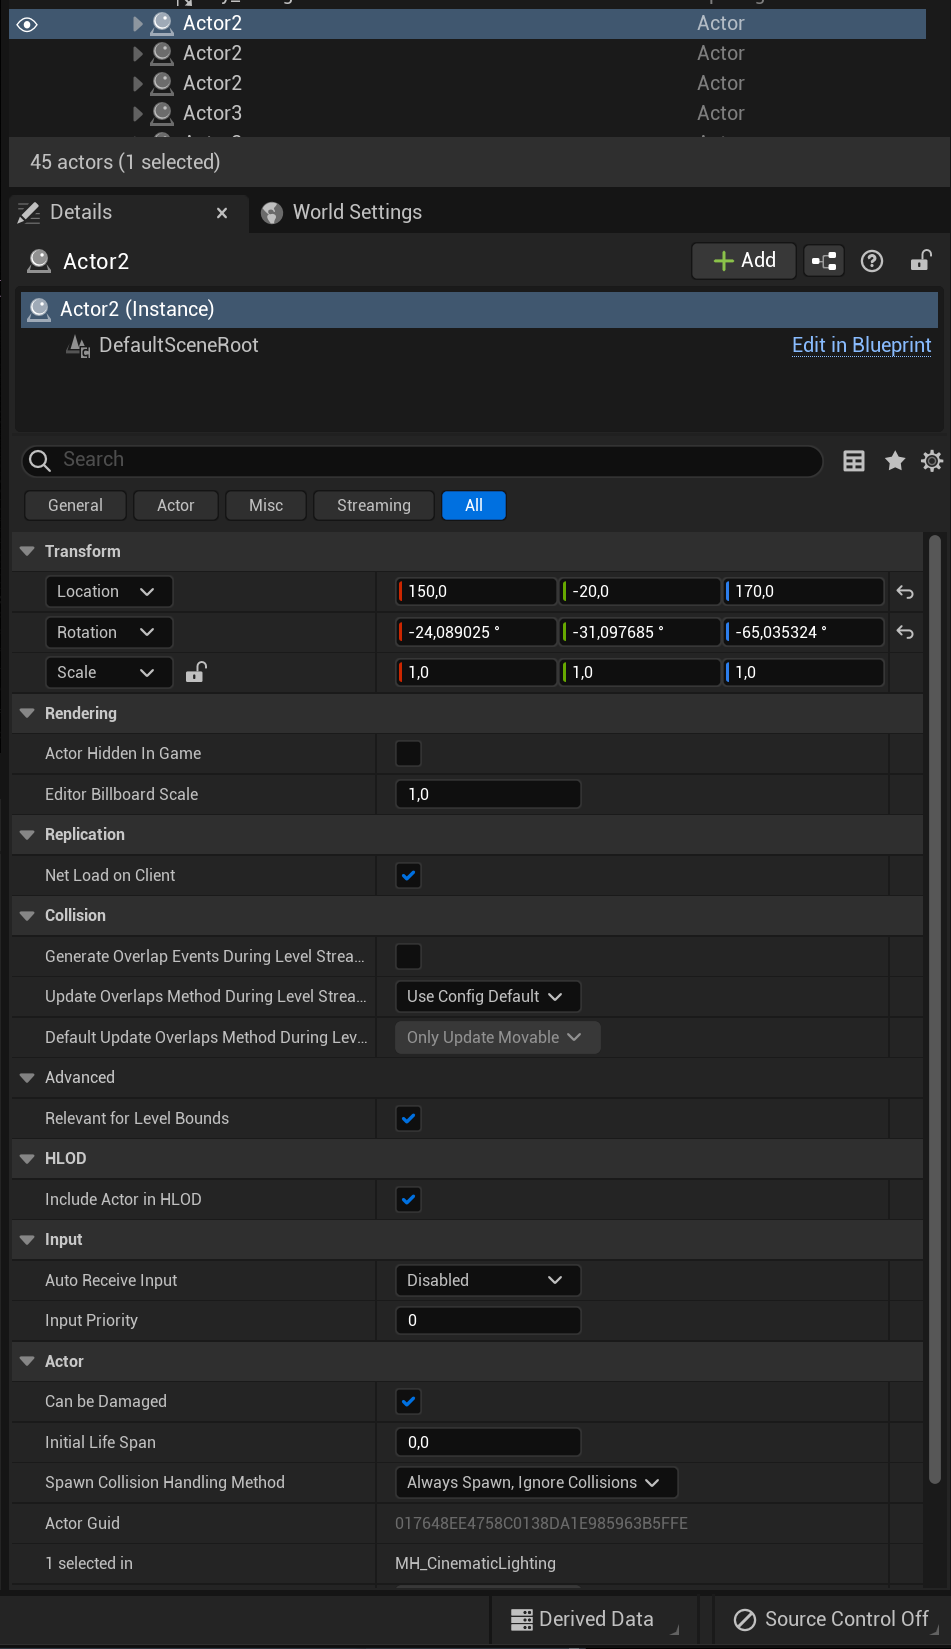 Actor2 Actor
Actor2 Actor
Actor2 Actor
Actor3 Actor
45 actors (1 selected)
Details World Settings
Actor2 Add
Actor2 (Instance)
DefaultSceneRoot Edit in Blueprint
Search
General Actor Misc Streaming All
Transform
Location 150,0 -20,0 170,0
Rotation -24,089025 ° -31,097685 ° -65,035324 °
Scale 1,0 1,0 1,0
Rendering
Actor Hidden In Game
Editor Billboard Scale 1,0
Replication
Net Load on Client
Collision
Generate Overlap Events During Level Strea...
Update Overlaps Method During Level Strea... Use Config Default
Default Update Overlaps Method During Lev... Only Update Movable
Advanced
Relevant for Level Bounds
HLOD
Include Actor in HLOD
Input
Auto Receive Input Disabled
Input Priority 0
Actor
Can be Damaged
Initial Life Span 0,0
Spawn Collision Handling Method Always Spawn, Ignore Collisions
Actor Guid 017648EE4758C0138DA1E985963B5FFE
1 selected in MH_CinematicLighting
Derived Data Source Control Off